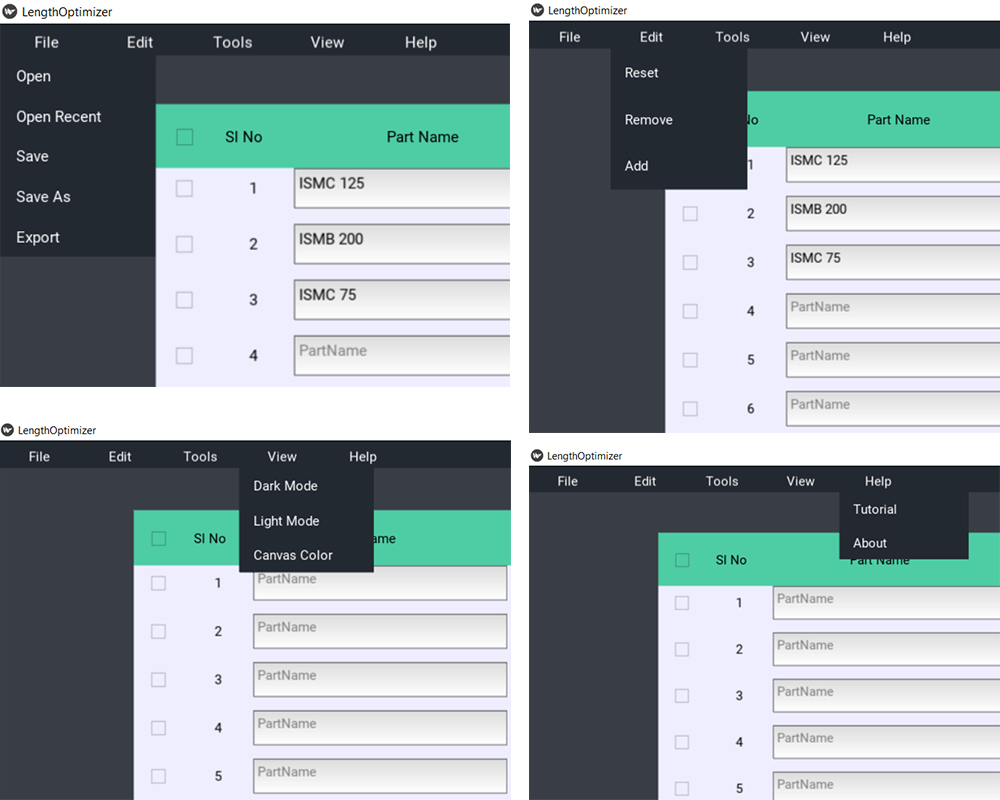 LengthOptimizer
File Edit Tools View Help
Open
Open Recent
Save
Save As
Export
Sl No Part Name
1 ISMC 125
2 ISMB 200
3 ISMC 75
4 PartName
LengthOptimizer
File Edit Tools View Help
Reset
Remove
Add
No Part Name
1 ISMC 125
2 ISMB 200
3 ISMC 75
4 PartName
5 PartName
6 PartName
LengthOptimizer
File Edit Tools View Help
Dark Mode
Light Mode
Canvas Color
Sl No ame
1 PartName
2 PartName
3 PartName
4 PartName
5 PartName
LengthOptimizer
File Edit Tools View Help
Tutorial
About
Sl No Part Name
1 PartName
2 PartName
3 PartName
4 PartName
5 PartName